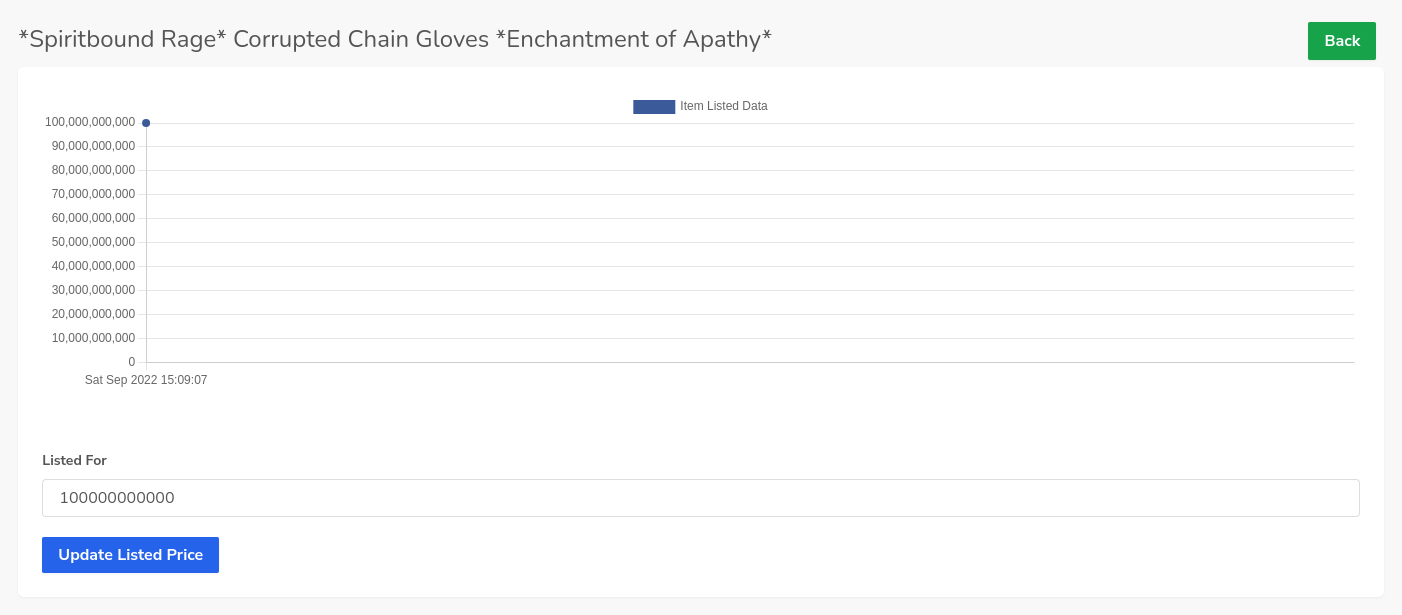 *Spiritbound Rage* Corrupted Chain Gloves *Enchantment of Apathy*
Back
Item Listed Data
100,000,000,000
90,000,000,000
80,000,000,000
70,000,000,000
60,000,000,000
50,000,000,000
40,000,000,000
30,000,000,000
20,000,000,000
10,000,000,000
0
Sat Sep 2022 15:09:07
Listed For
100000000000
Update Listed Price